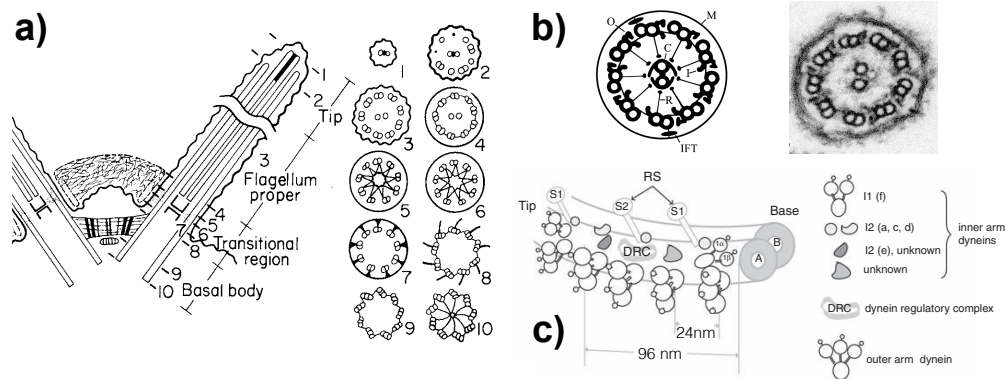 a)
1
2
Tip
3
Flagellum
proper
4
5
6
7
8
Transitional
region
9
10 Basal body
1
2
3
4
5
6
7
8
9
10
b)
O
M
C
I
R
IFT
c)
RS
S1
S2
S1
Tip
Base
1α
1β
DRC
B
A
24nm
96 nm
I1 (f)
I2 (a, c, d)
I2 (e), unknown
unknown
inner arm
dyneins
DRC
dynein regulatory complex
outer arm dynein